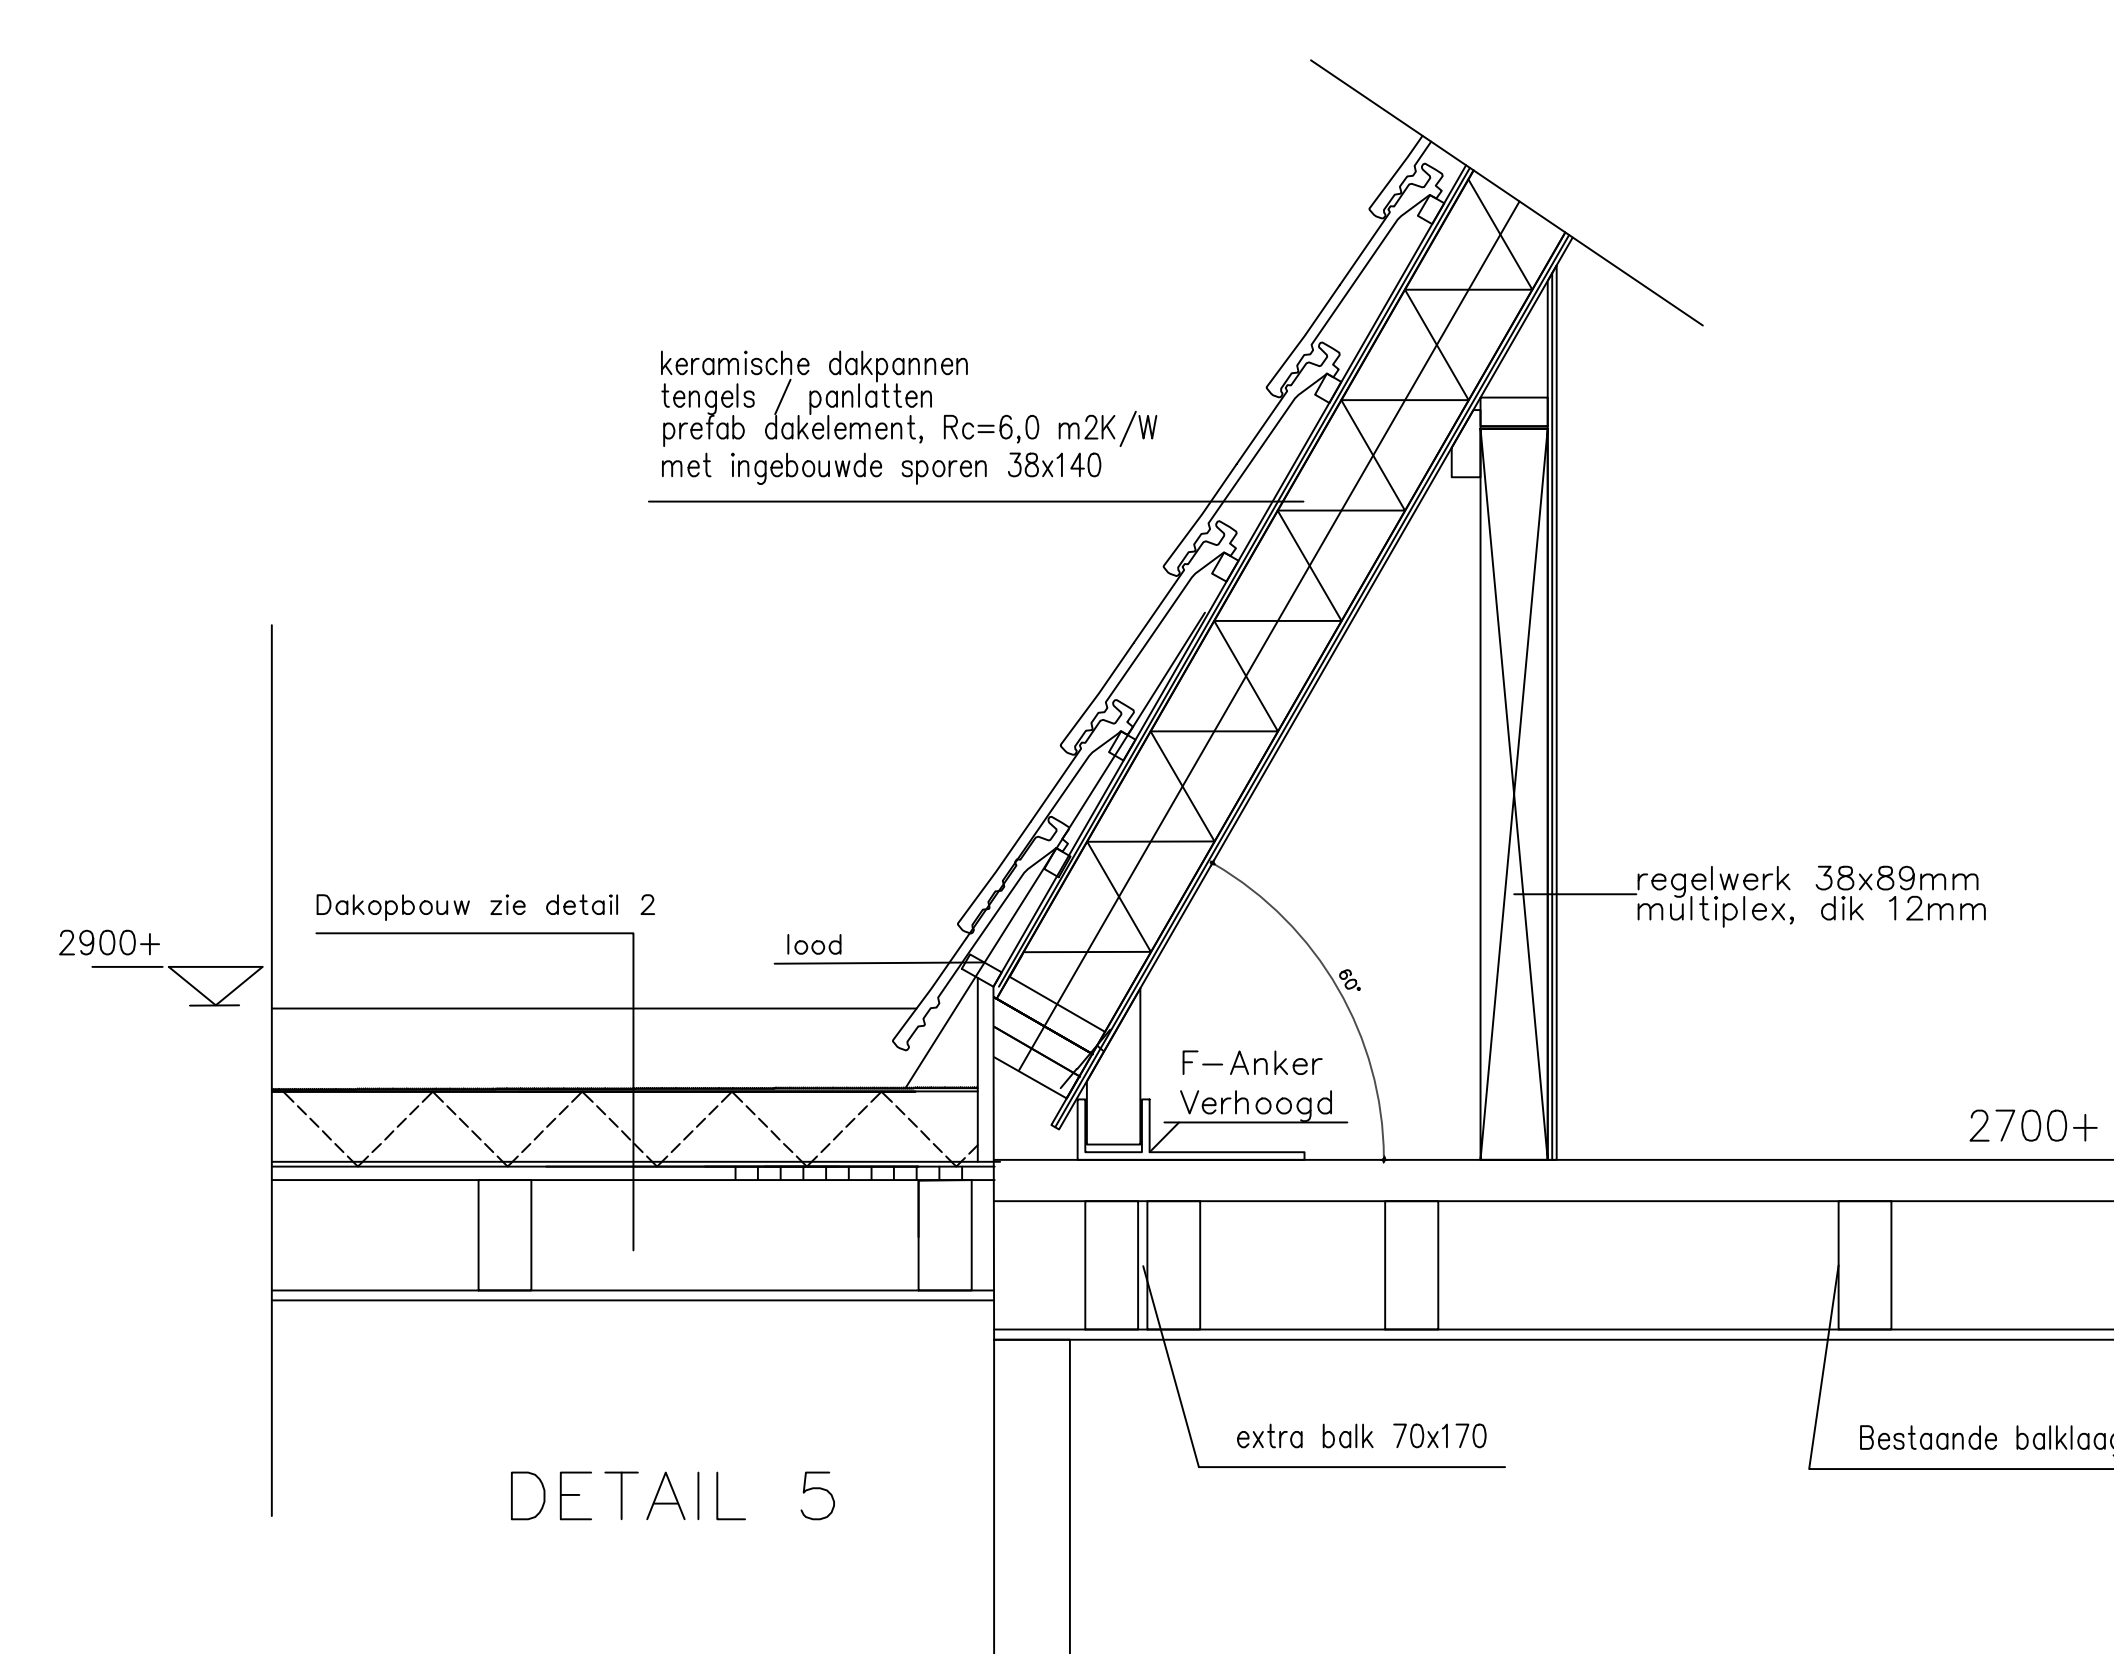 keramische dakpannen
tengels / panlatten
prefab dakelement, Rc=6,0 m2K/W
met ingebouwde sporen 38x140
regelwerk 38x89mm
multiplex, dik 12mm
Dakopbouw zie detail 2
2900+
lood
60°
F-Anker
Verhoogd
2700+
extra balk 70x170
Bestaande
DETAIL 5